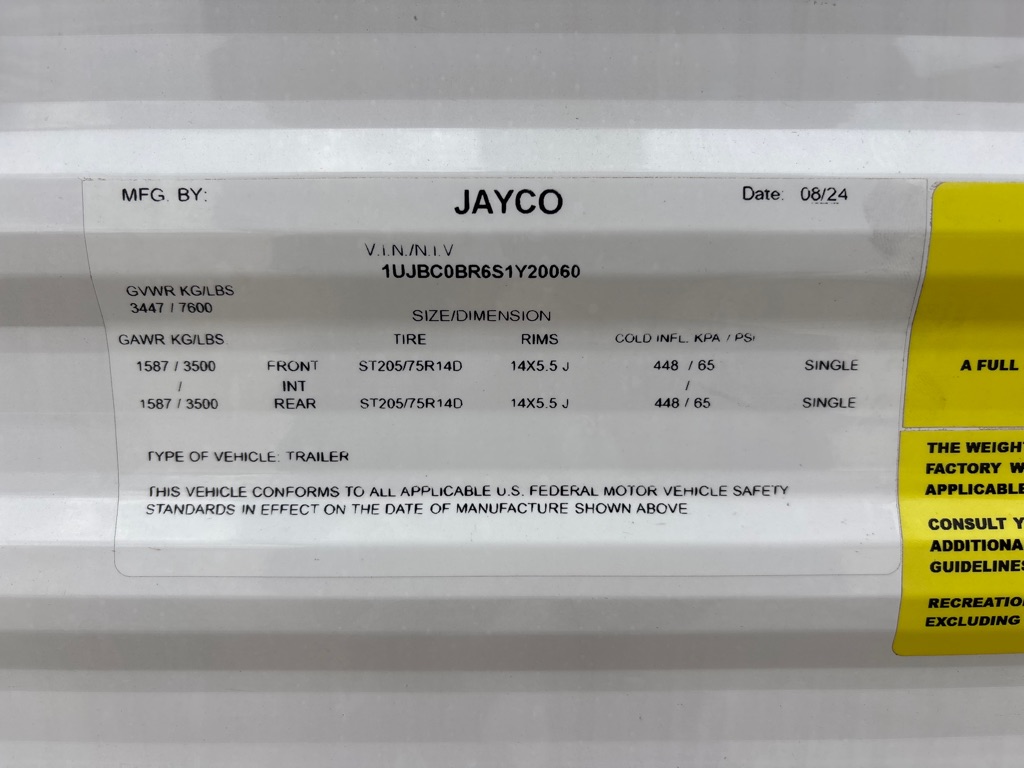 MFG. BY: JAYCO Date: 08/24
V.I.N./N.I.V
1UJBC0BR6S1Y20060
GVWR KG/LBS
3447 / 7600
SIZE/DIMENSION
GAWR KG/LBS TIRE RIMS COLD INFL. KPA / PSI
1587 / 3500 FRONT ST205/75R14D 14X5.5 J 448 / 65 SINGLE
/ INT /
1587 / 3500 REAR ST205/75R14D 14X5.5 J 448 / 65 SINGLE
TYPE OF VEHICLE: TRAILER
THIS VEHICLE CONFORMS TO ALL APPLICABLE U.S. FEDERAL MOTOR VEHICLE SAFETY
STANDARDS IN EFFECT ON THE DATE OF MANUFACTURE SHOWN ABOVE
A FULL
THE WEIGH
FACTORY W
APPLICABLE
CONSULT Y
ADDITIONA
GUIDELINES
RECREATIO
EXCLUDING